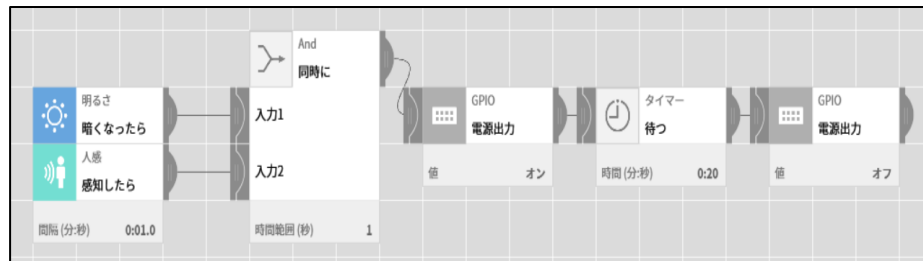 明るさ
暗くなったら
人感
感知したら
間隔 (分:秒) 0:01.0
And
同時に
入力1
入力2
時間範囲 (秒) 1
GPIO
電源出力
値 オン
タイマー
待つ
時間 (分:秒) 0:20
GPIO
電源出力
値 オフ